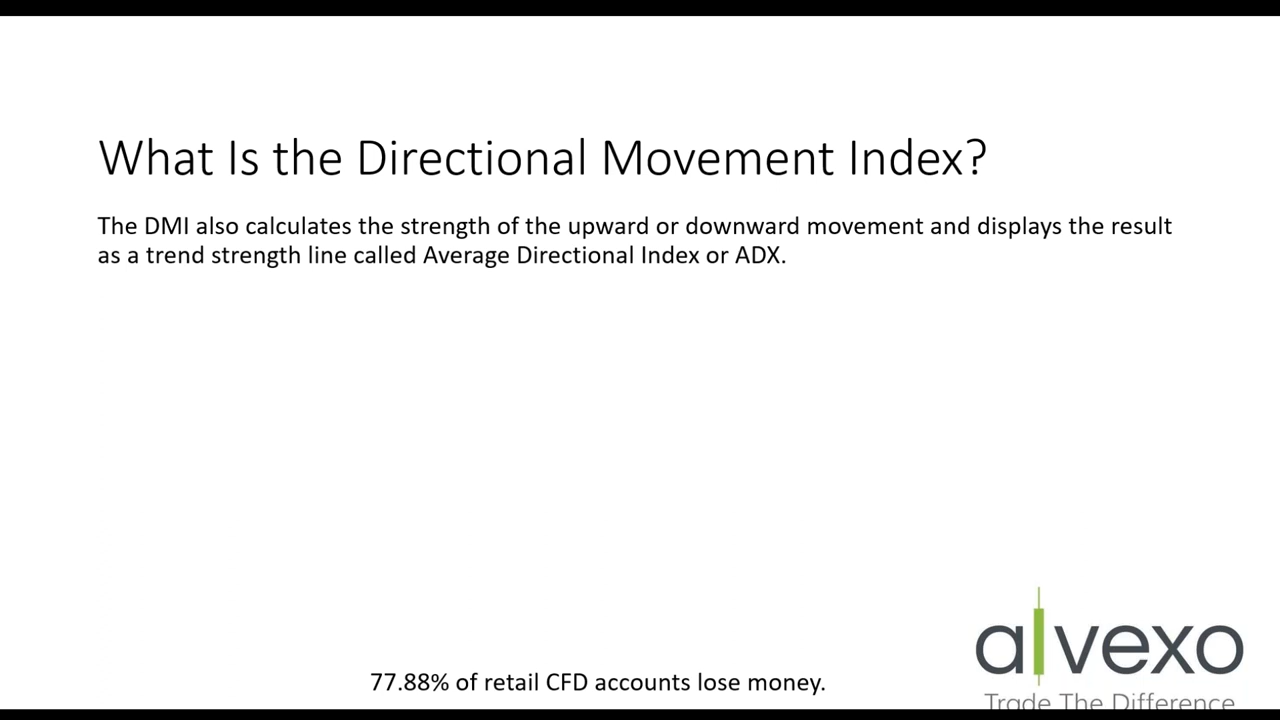 What Is the Directional Movement Index?
The DMI also calculates the strength of the upward or downward movement and displays the result
as a trend strength line called Average Directional Index or ADX.
alvexo
Trade The Difference
77.88% of retail CFD accounts lose money.